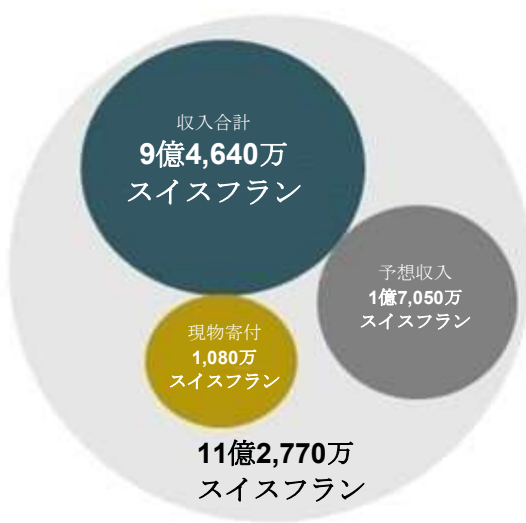 収入合計
9億4,640万
スイスフラン
予想収入
1億7,050万
スイスフラン
現物寄付
1,080万
スイスフラン
11億2,770万
スイスフラン